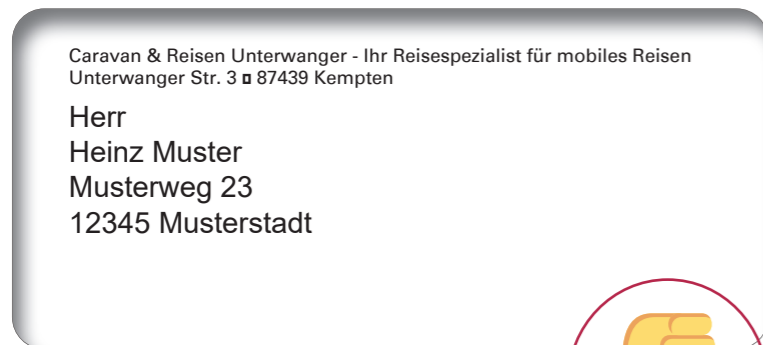 Caravan & Reisen Unterwanger - Ihr Reisespezialist für mobiles Reisen
Unterwanger Str. 3 ¤ 87439 Kempten
Herr
Heinz Muster
Musterweg 23
12345 Musterstadt